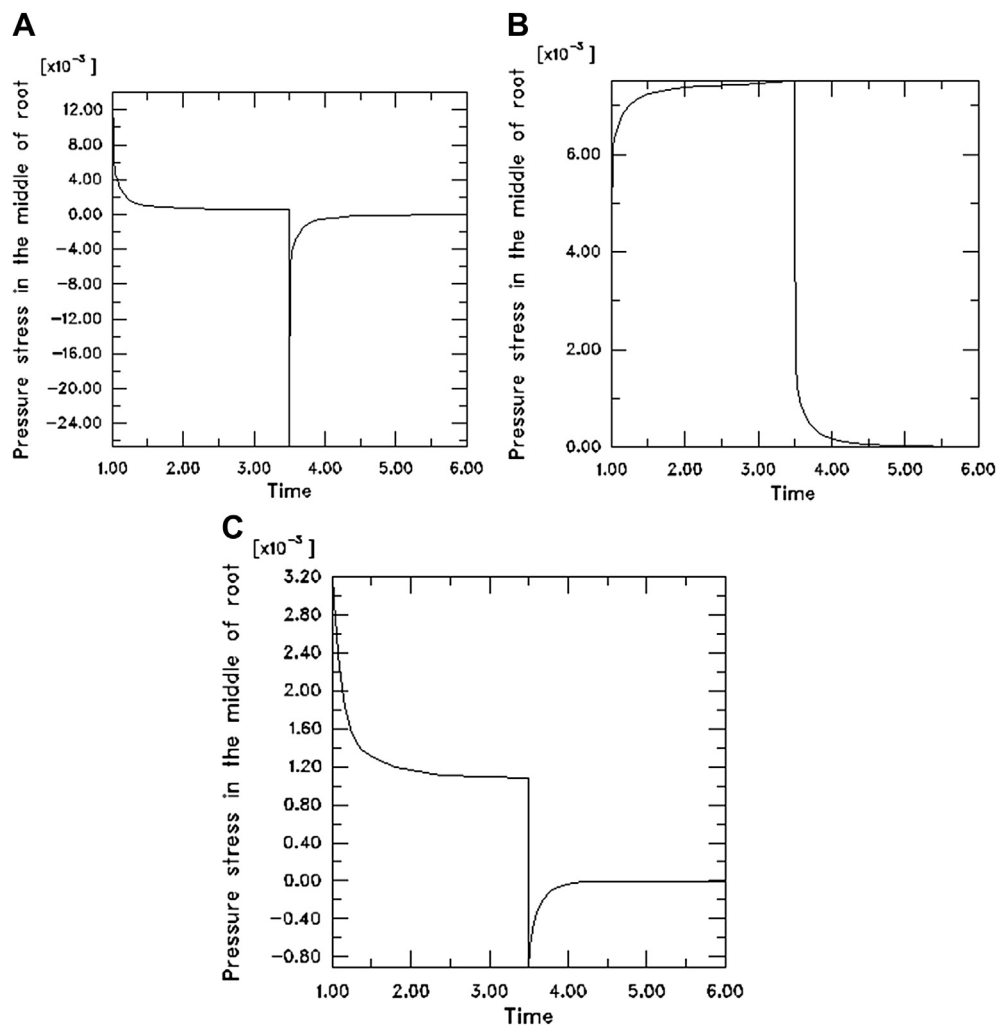 A
[x10⁻³ ]
Pressure stress in the middle of root
12.00
8.00
4.00
0.00
−4.00
−8.00
−12.00
−16.00
−20.00
−24.00
1.00 2.00 3.00 4.00 5.00 6.00
Time
B
[x10⁻³ ]
Pressure stress in the middle of root
6.00
4.00
2.00
0.00
1.00 2.00 3.00 4.00 5.00 6.00
Time
C
[x10⁻³ ]
Pressure stress in the middle of root
3.20
2.80
2.40
2.00
1.60
1.20
0.80
0.40
0.00
−0.40
−0.80
1.00 2.00 3.00 4.00 5.00 6.00
Time